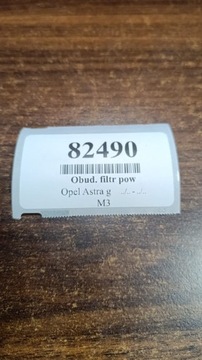 82490
Obud. filtr pow
Opel Astra g
M3